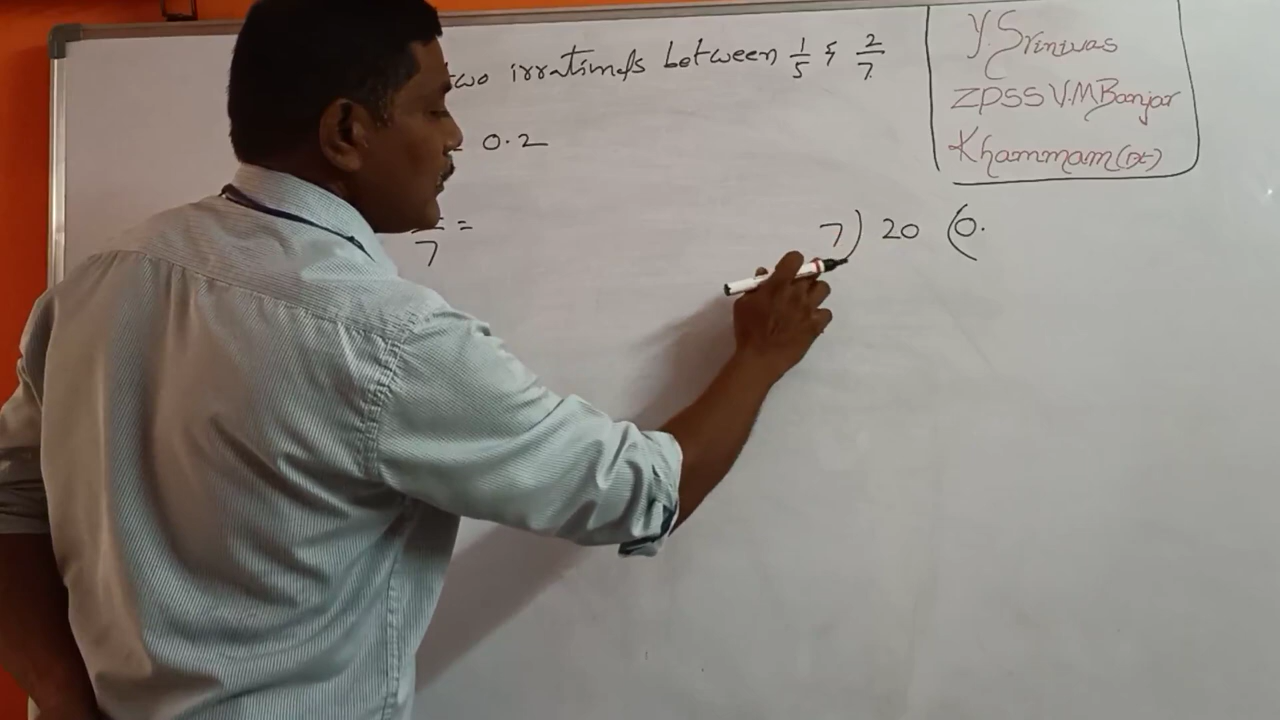 two irrationals between 1/5 & 2/7
= 0.2
7 =
7) 20 (0.
Y. Srinivas
ZPSS V.M Banjar
Khammam (Dt)